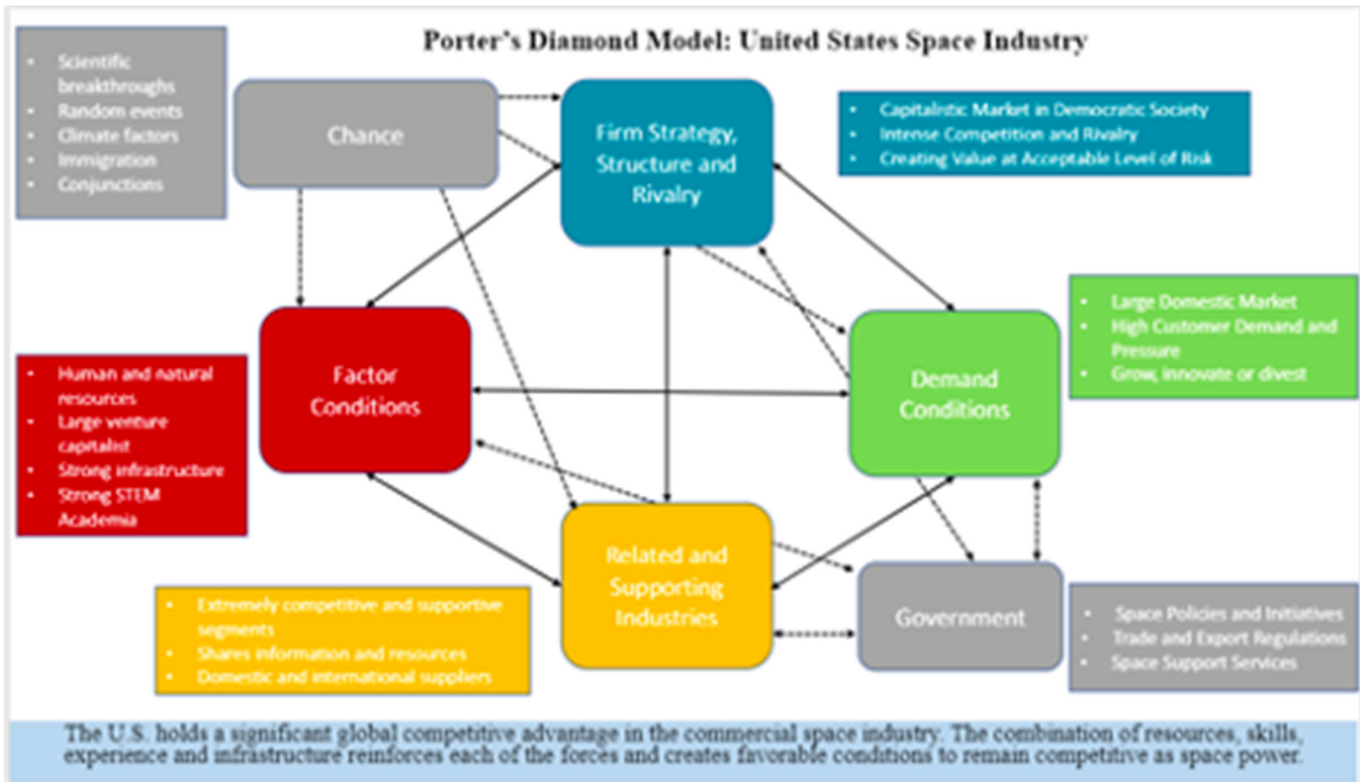 Porter's Diamond Model: United States Space Industry
• Scientific
breakthroughs
• Random events
• Climate factors
• Immigration
• Conjunctions
Chance
Firm Strategy,
Structure and
Rivalry
• Capitalistic Market in Democratic Society
• Intense Competition and Rivalry
• Creating Value at Acceptable Level of Risk
• Large Domestic Market
• High Customer Demand and
Pressure
• Grow, innovate or divest
• Human and natural
resources
• Large venture
capitalist
• Strong infrastructure
• Strong STEM
Academia
Factor
Conditions
Demand
Conditions
Related and
Supporting
Industries
• Extremely competitive and supportive
segments
• Shares information and resources
• Domestic and international suppliers
Government
• Space Policies and Initiatives
• Trade and Export Regulations
• Space Support Services
The U.S. holds a significant global competitive advantage in the commercial space industry. The combination of resources, skills,
experience and infrastructure reinforces each of the forces and creates favorable conditions to remain competitive as space power.